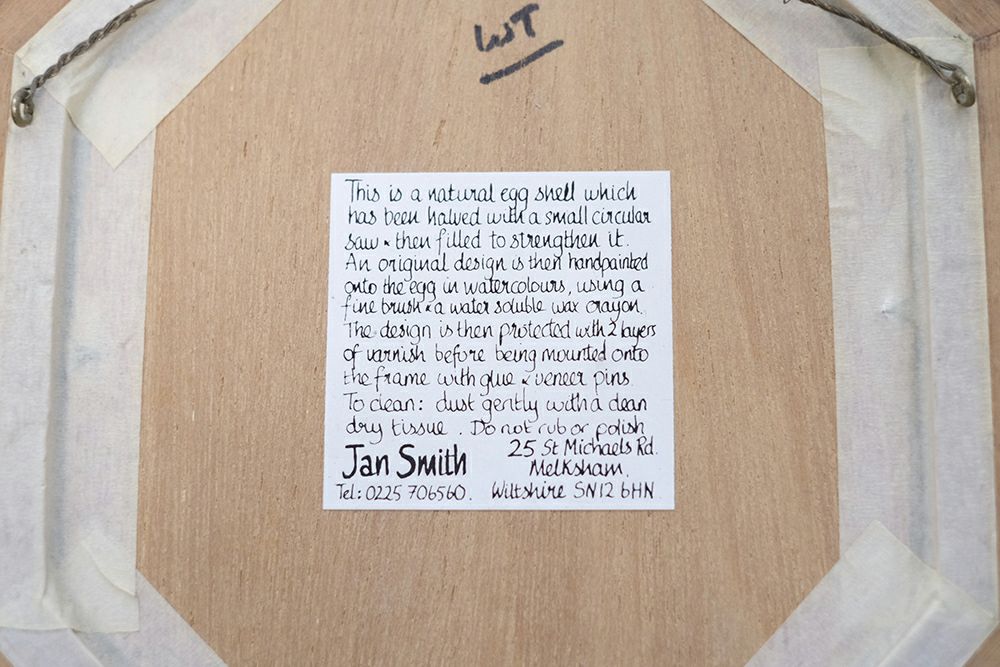 WT
This is a natural egg shell which
has been halved with a small circular
saw & then filled to strengthen it.
An original design is then handpainted
onto the egg in watercolours, using a
fine brush & a water soluble wax crayon.
The design is then protected with 2 layers
of varnish before being mounted onto
the frame with glue & veneer pins.
To clean: dust gently with a clean
dry tissue. Do not rub or polish
Jan Smith 25 St Michaels Rd.
Melksham.
Tel: 0225 706560. Wiltshire SN12 6HN.